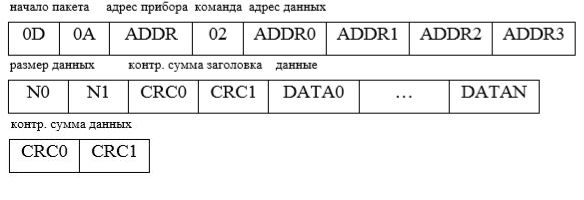 начало пакета адрес прибора команда адрес данных
0D 0A ADDR 02 ADDR0 ADDR1 ADDR2 ADDR3
размер данных контр. сумма заголовка данные
N0 N1 CRC0 CRC1 DATA0 … DATAN
контр. сумма данных
CRC0 CRC1